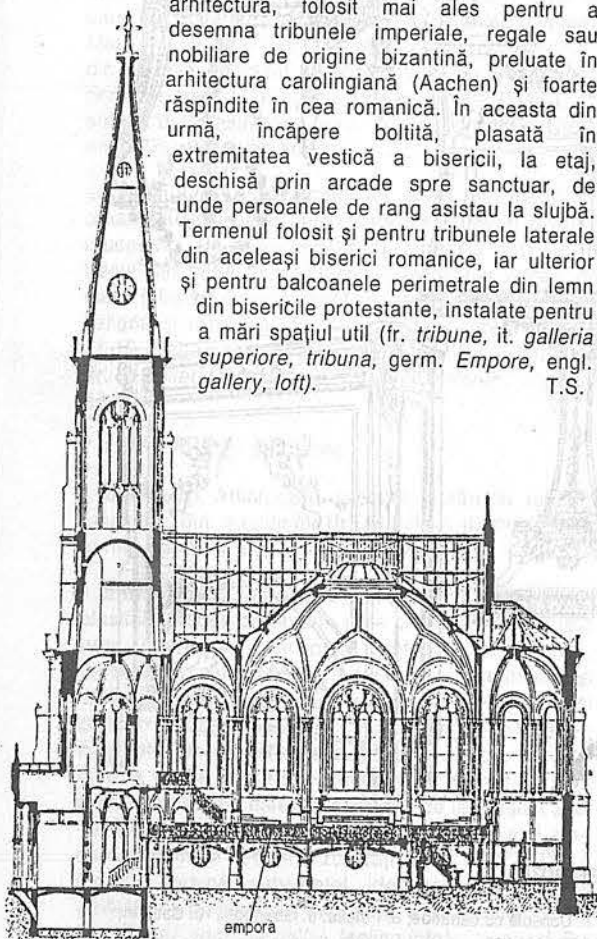 arhitectură, folosit mai ales pentru a
desemna tribunele imperiale, regale sau
nobiliare de origine bizantină, preluate în
arhitectura carolingiană (Aachen) și foarte
răspîndite în cea romanică. În aceasta din
urmă, încăpere boltită, plasată în
extremitatea vestică a bisericii, la etaj,
deschisă prin arcade spre sanctuar, de
unde persoanele de rang asistau la slujbă.
Termenul folosit și pentru tribunele laterale
din aceleași biserici romanice, iar ulterior
și pentru balcoanele perimetrale din lemn
din bisericile protestante, instalate pentru
a mări spațiul util (fr. tribune, it. galleria
superiore, tribuna, germ. Empore, engl.
gallery, loft). T.S.
empora